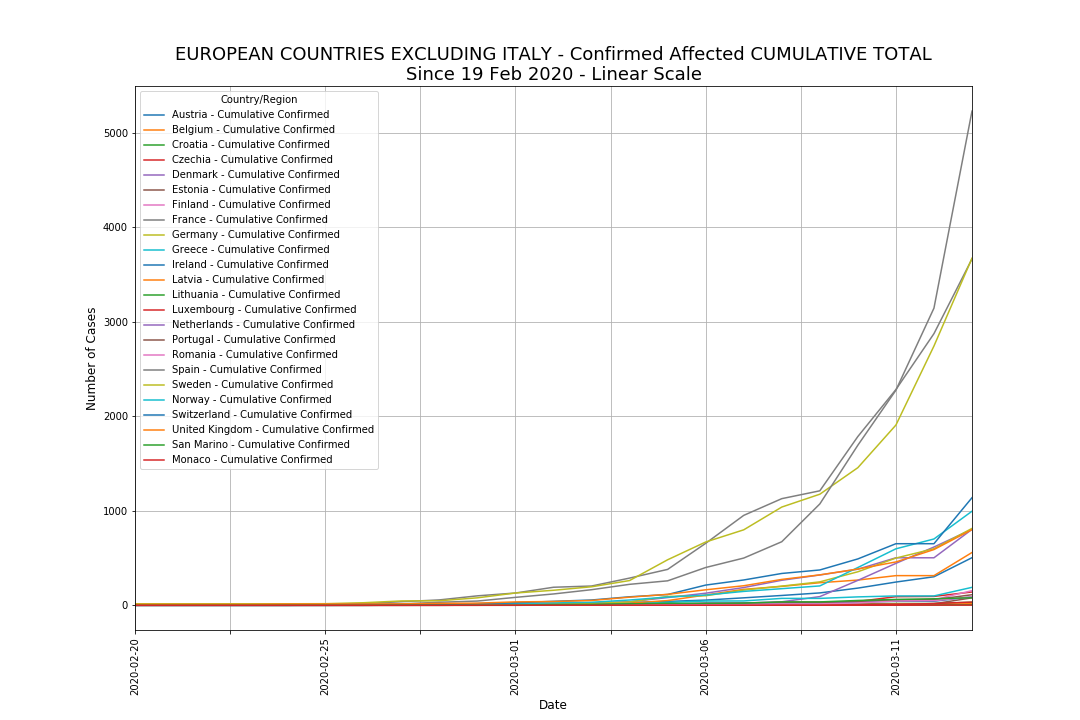 EUROPEAN COUNTRIES EXCLUDING ITALY - Confirmed Affected CUMULATIVE TOTAL
Since 19 Feb 2020 - Linear Scale
Country/Region
Austria - Cumulative Confirmed
Belgium - Cumulative Confirmed
Croatia - Cumulative Confirmed
Czechia - Cumulative Confirmed
Denmark - Cumulative Confirmed
Estonia - Cumulative Confirmed
Finland - Cumulative Confirmed
France - Cumulative Confirmed
Germany - Cumulative Confirmed
Greece - Cumulative Confirmed
Ireland - Cumulative Confirmed
Latvia - Cumulative Confirmed
Lithuania - Cumulative Confirmed
Luxembourg - Cumulative Confirmed
Netherlands - Cumulative Confirmed
Portugal - Cumulative Confirmed
Romania - Cumulative Confirmed
Spain - Cumulative Confirmed
Sweden - Cumulative Confirmed
Norway - Cumulative Confirmed
Switzerland - Cumulative Confirmed
United Kingdom - Cumulative Confirmed
San Marino - Cumulative Confirmed
Monaco - Cumulative Confirmed
Number of Cases
5000
4000
3000
2000
1000
0
2020-02-20
2020-02-25
2020-03-01
2020-03-06
2020-03-11
Date